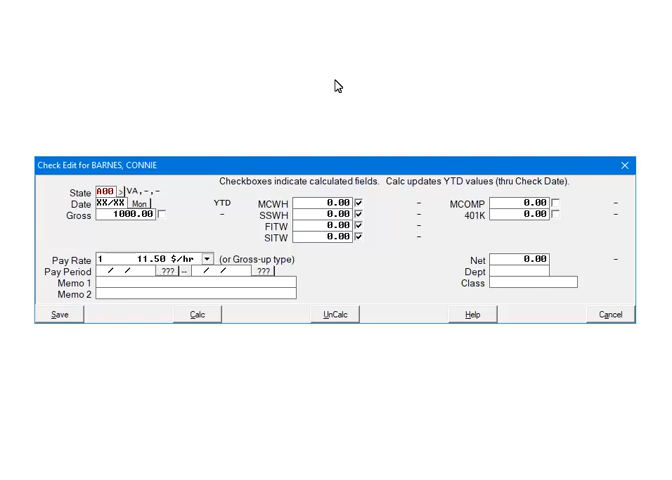 Check Edit for BARNES, CONNIE
Checkboxes indicate calculated fields. Calc updates YTD values (thru Check Date).
State A00 > VA,-,-
Date XX/XX Mon YTD MCWH 0.00 - MCOMP 0.00 -
Gross 1000.00 - SSWH 0.00 - 401K 0.00 -
FITW 0.00 -
SITW 0.00 -
Pay Rate 1 11.50 $/hr (or Gross-up type) Net 0.00 -
Pay Period / / ??? -- / / ??? Dept
Memo 1 Class
Memo 2
Save Calc UnCalc Help Cancel